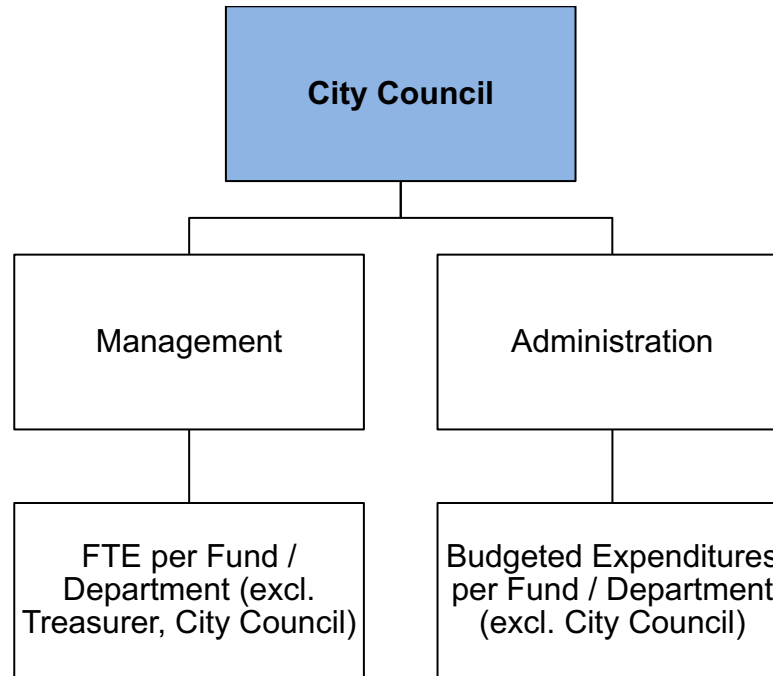 City Council
Management
Administration
FTE per Fund /
Department (excl.
Treasurer, City Council)
Budgeted Expenditures
per Fund / Department
(excl. City Council)